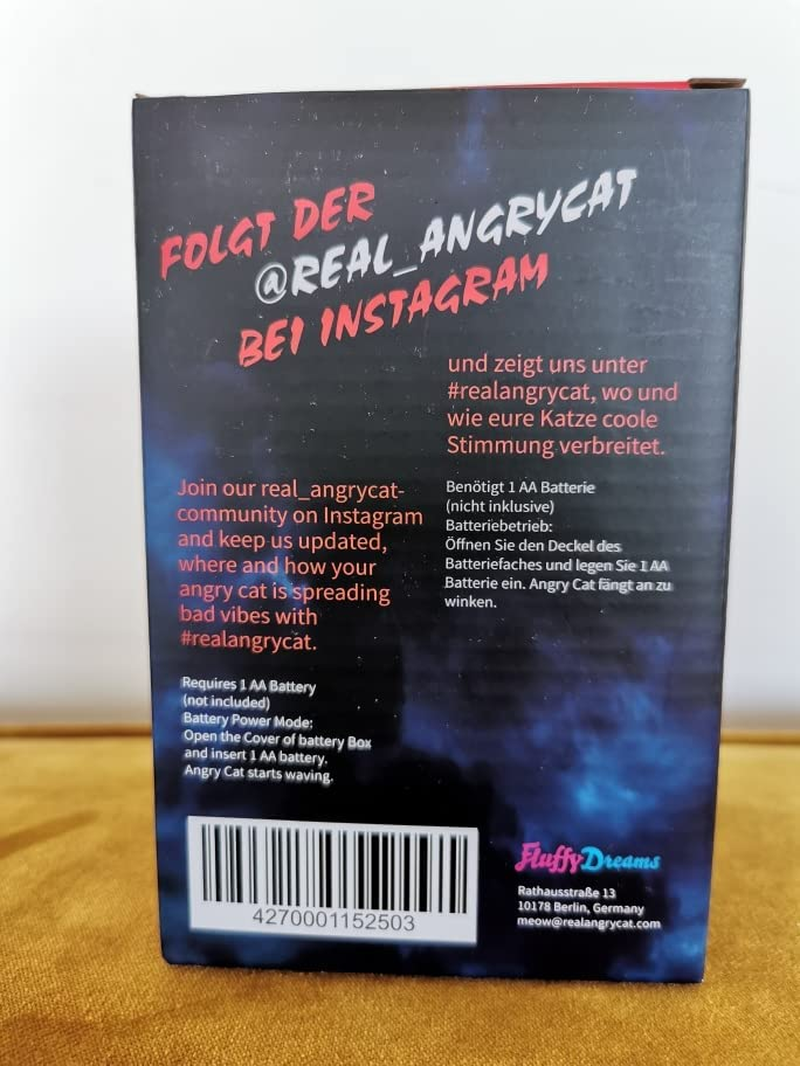 FOLGT DER
@REAL_ANGRYCAT
BEI INSTAGRAM
und zeigt uns unter
#realangrycat, wo und
wie eure Katze coole
Stimmung verbreitet.
Benötigt 1 AA Batterie
(nicht inklusive)
Batteriebetrieb:
Öffnen Sie den Deckel des
Batteriefaches und legen Sie 1 AA
Batterie ein. Angry Cat fängt an zu
winken.
Join our real_angrycat-
community on Instagram
and keep us updated,
where and how your
angry cat is spreading
bad vibes with
#realangrycat.
Requires 1 AA Battery
(not included)
Battery Power Mode:
Open the Cover of battery Box
and insert 1 AA battery.
Angry Cat starts waving.
4270001152503
FluffyDreams
Rathausstraße 13
10178 Berlin, Germany
meow@realangrycat.com